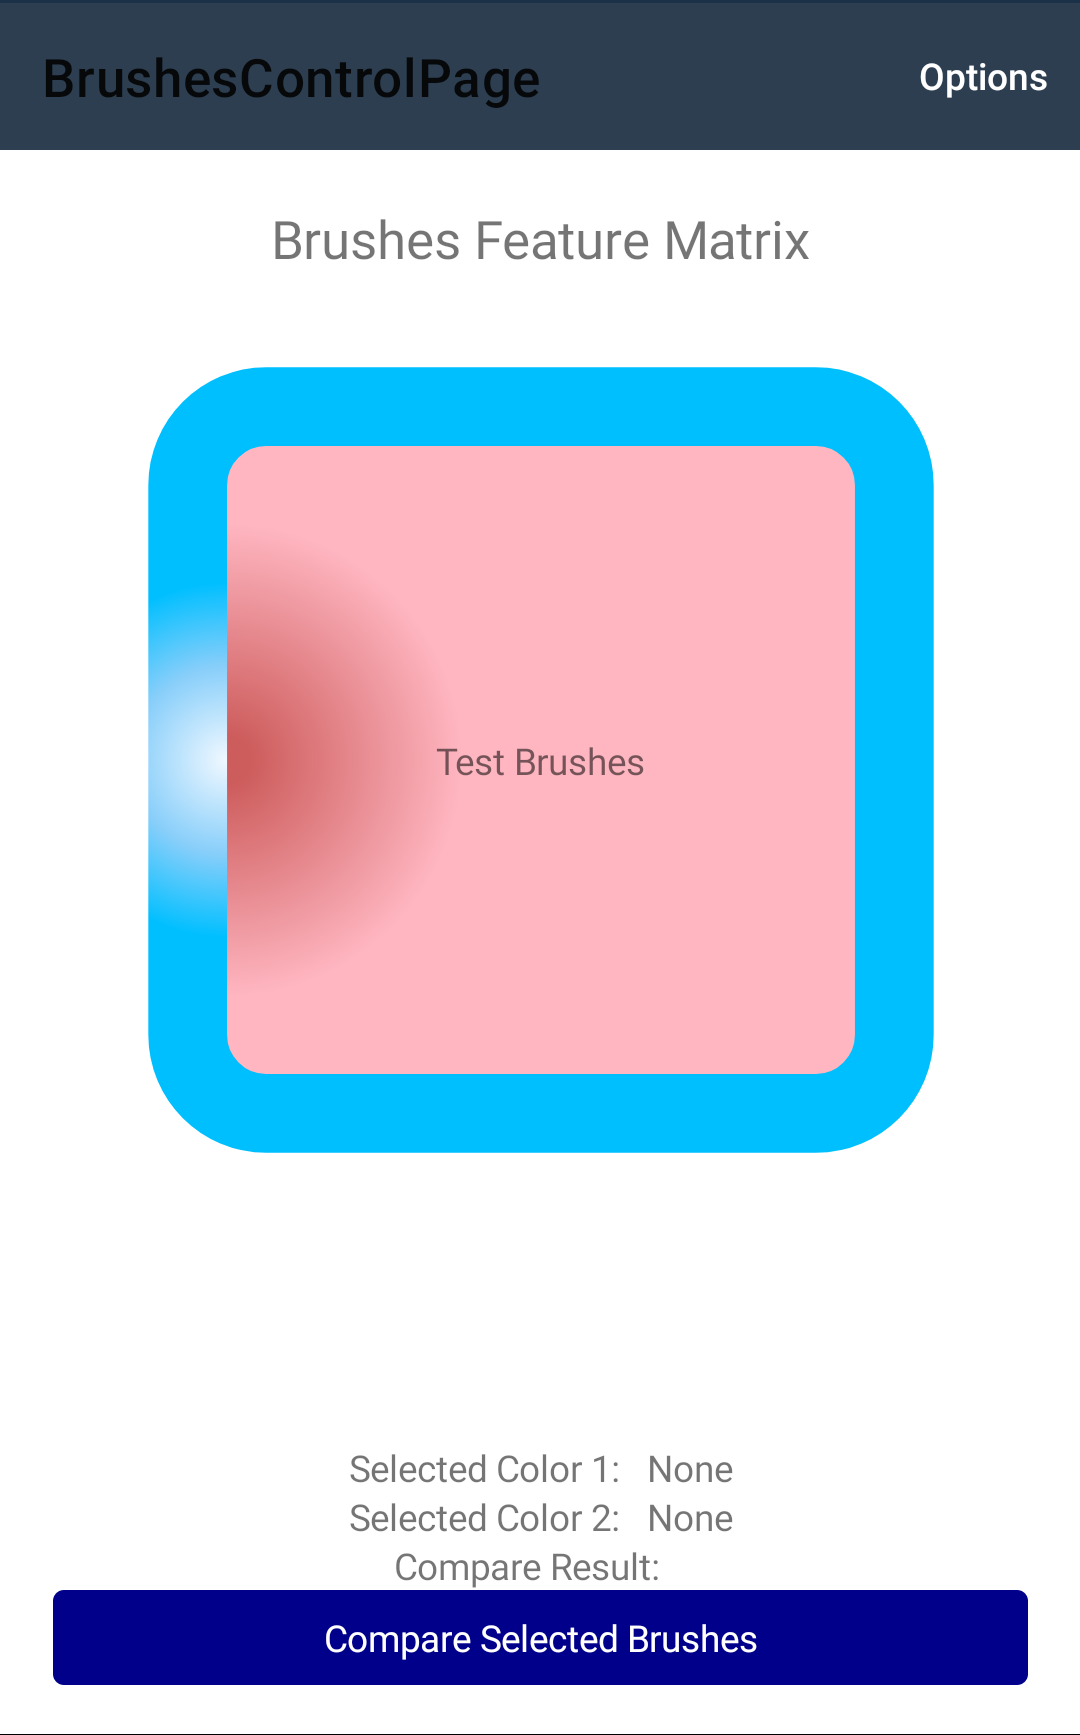 BrushesControlPage
Options
Brushes Feature Matrix
Test Brushes
Selected Color 1: None
Selected Color 2: None
Compare Result:
Compare Selected Brushes